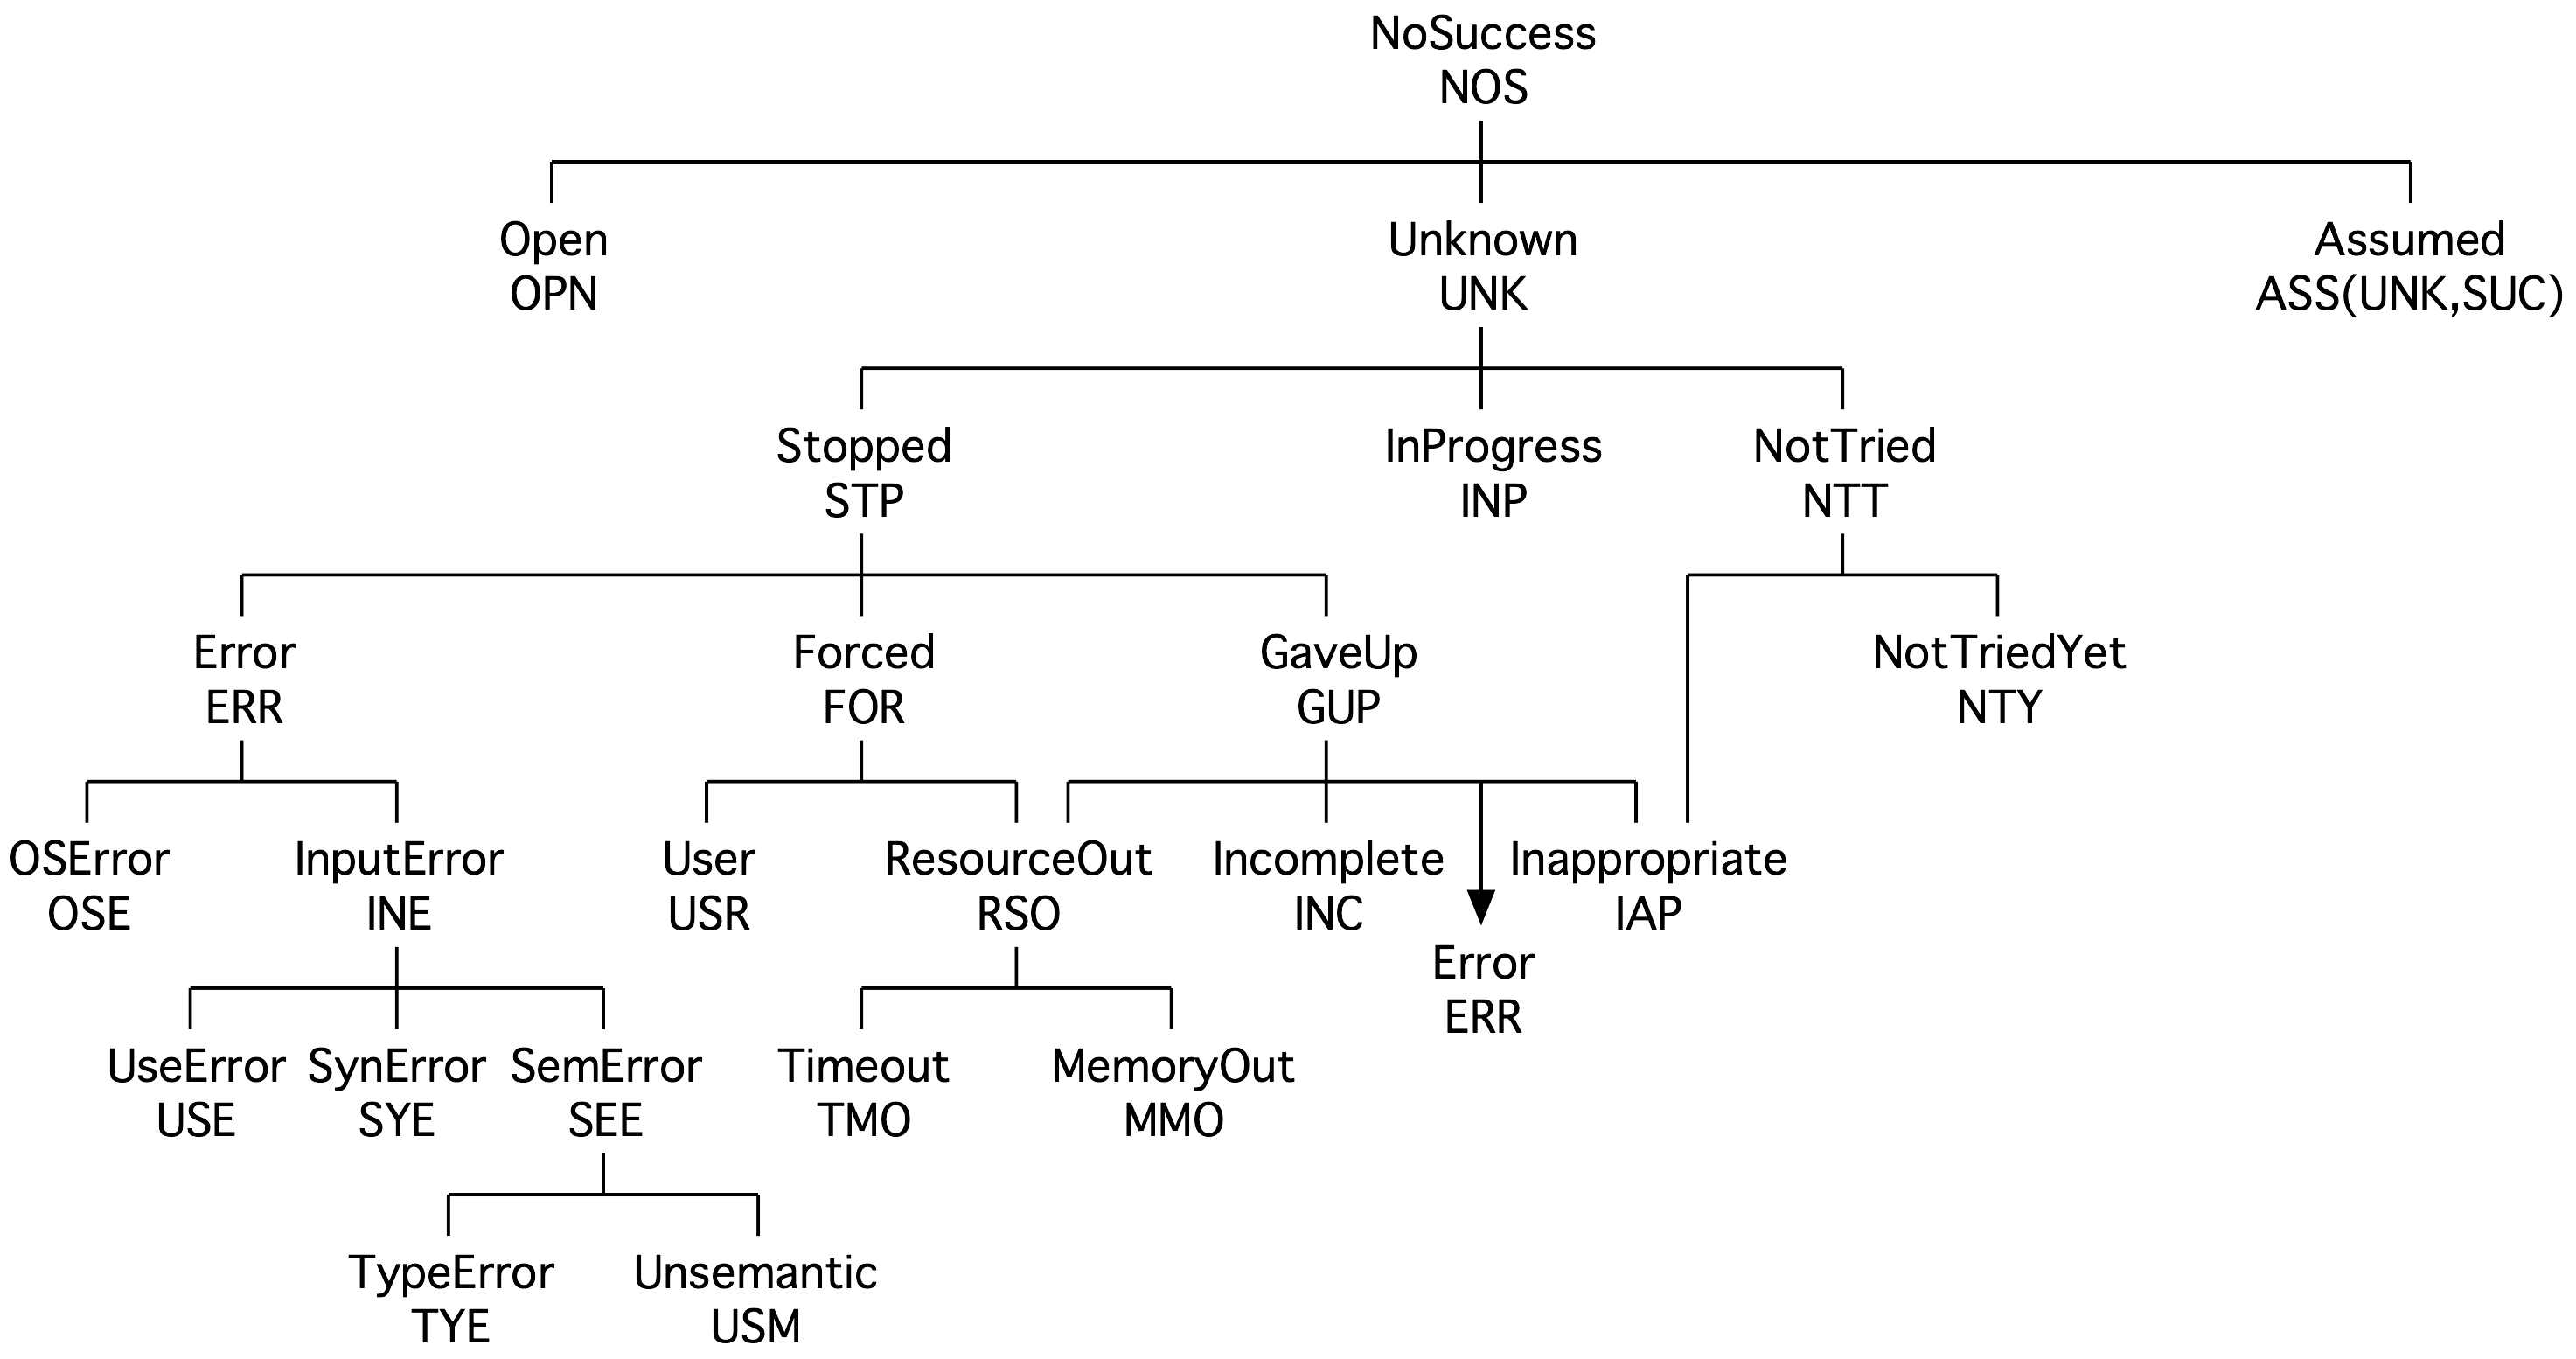 NoSuccess
NOS
Open
OPN
Unknown
UNK
Assumed
ASS(UNK,SUC)
Stopped
STP
InProgress
INP
NotTried
NTT
Error
ERR
Forced
FOR
GaveUp
GUP
NotTriedYet
NTY
OSError
OSE
InputError
INE
User
USR
ResourceOut
RSO
Incomplete
INC
Inappropriate
IAP
Error
ERR
UseError
USE
SynError
SYE
SemError
SEE
Timeout
TMO
MemoryOut
MMO
TypeError
TYE
Unsemantic
USM